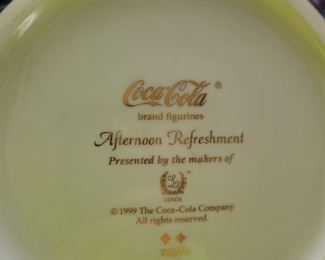 Coca-Cola ®
brand figurines
Afternoon Refreshment
Presented by the makers of
L
LENOX
© 1999 The Coca-Cola Company
All rights reserved.